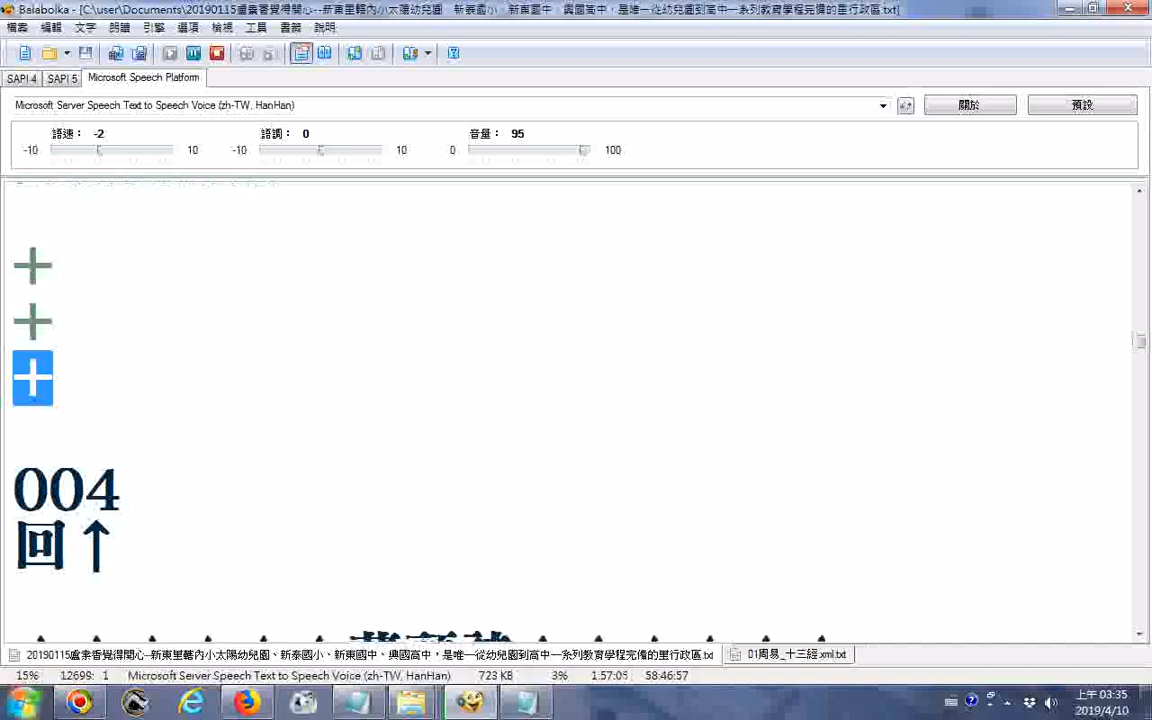 Balabolka - [C:\user\Documents\20190115盧素香覺得開心--新東里轄內小太陽幼兒園、新泰國小、新東國中、興國高中，是唯一從幼兒園到高中一系列教育學程完備的里行政區.txt]
檔案 編輯 文字 朗讀 引擎 選項 檢視 工具 書籤 說明
SAPI 4 SAPI 5 Microsoft Speech Platform
Microsoft Server Speech Text to Speech Voice (zh-TW, HanHan) 關於 預設
語速： -2 語調： 0 音量： 95
-10 10 -10 10 0 100
+
+
+
004
回↑
20190115盧素香覺得開心--新東里轄內小太陽幼兒園、新泰國小、新東國中、興國高中，是唯一從幼兒園到高中一系列教育學程完備的里行政區.txt 01周易_十三經.xml.txt
15% 12699: 1 Microsoft Server Speech Text to Speech Voice (zh-TW, HanHan) 723 KB 3% 1:57:05 58:46:57
上午 03:35
2019/4/10